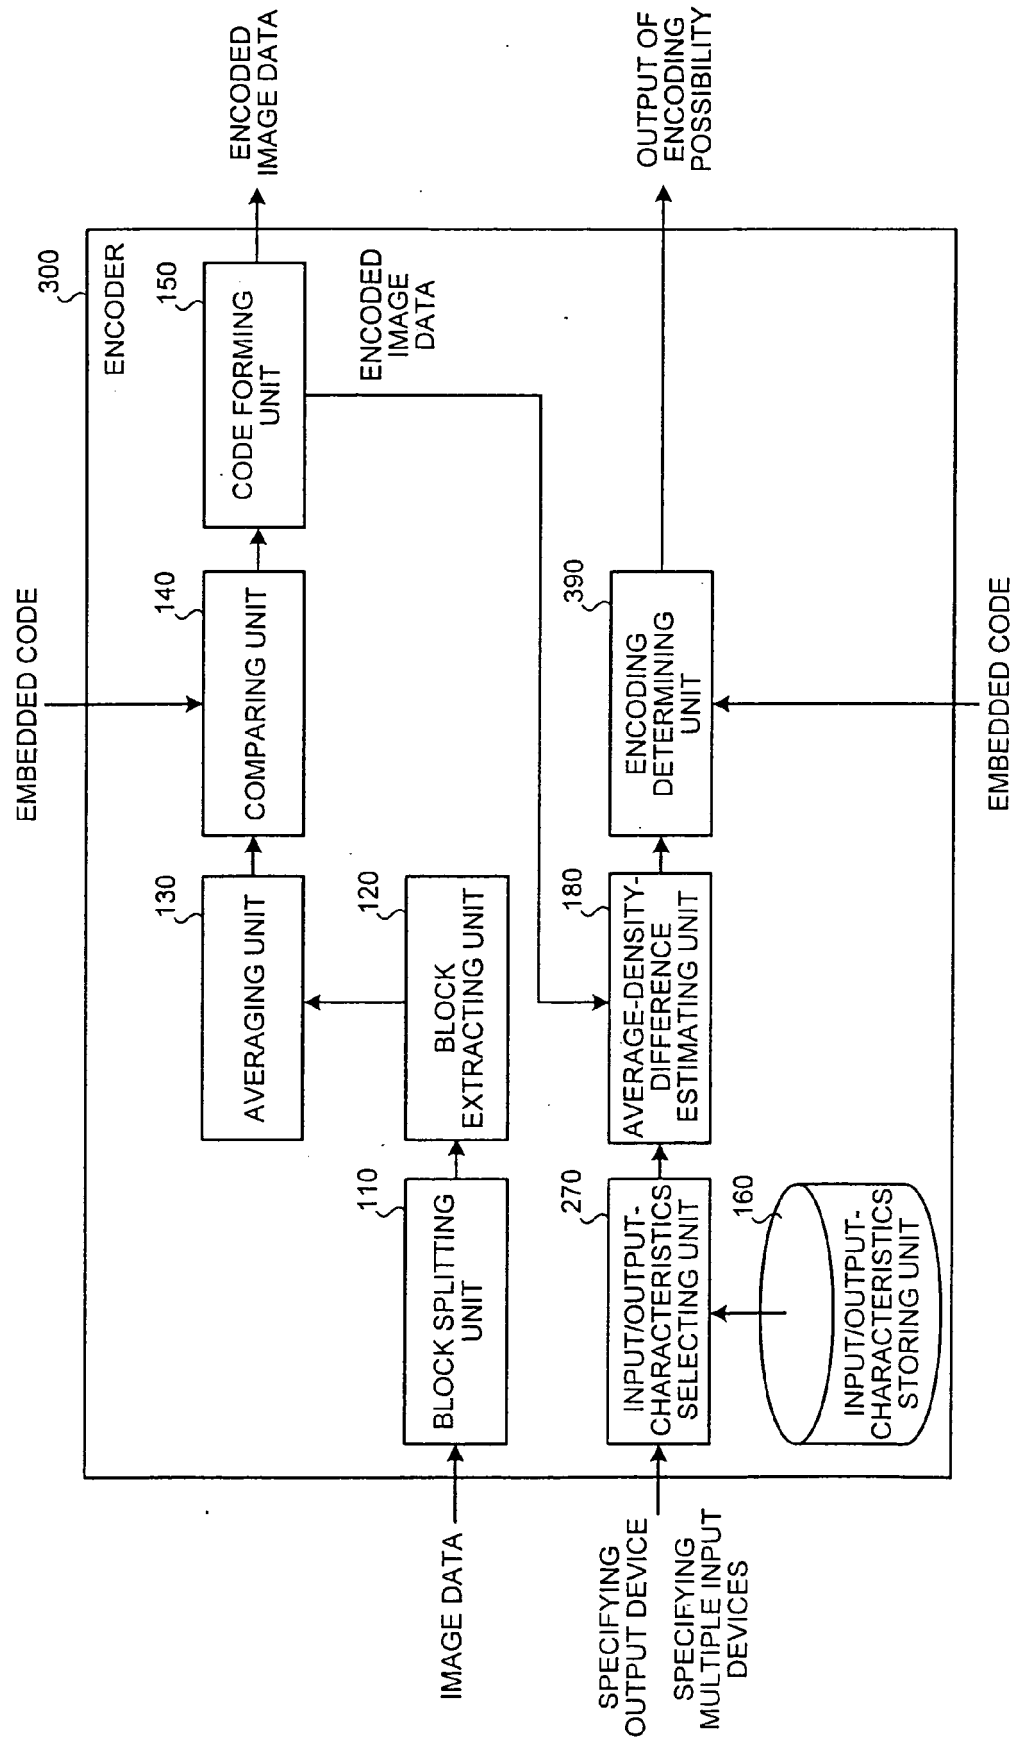 300
ENCODER
EMBEDDED CODE
IMAGE DATA
110
BLOCK SPLITTING
UNIT
120
BLOCK
EXTRACTING UNIT
130
AVERAGING UNIT
140
COMPARING UNIT
150
CODE FORMING
UNIT
ENCODED
IMAGE DATA
ENCODED
IMAGE
DATA
SPECIFYING
OUTPUT DEVICE
SPECIFYING
MULTIPLE INPUT
DEVICES
270
INPUT/OUTPUT-
CHARACTERISTICS
SELECTING UNIT
160
INPUT/OUTPUT-
CHARACTERISTICS
STORING UNIT
180
AVERAGE-DENSITY-
DIFFERENCE
ESTIMATING UNIT
390
ENCODING
DETERMINING
UNIT
EMBEDDED CODE
OUTPUT OF
ENCODING
POSSIBILITY